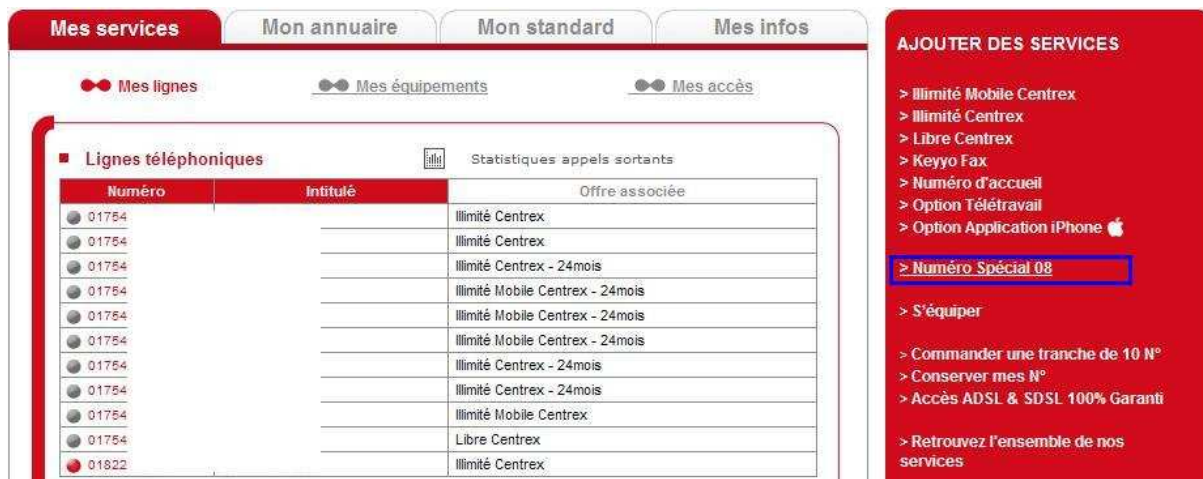 Mes services
Mon annuaire
Mon standard
Mes infos
Mes lignes
Mes équipements
Mes accès
Lignes téléphoniques
Statistiques appels sortants
Numéro Intitulé Offre associée
01754 Illimité Centrex
01754 Illimité Centrex
01754 Illimité Centrex - 24mois
01754 Illimité Mobile Centrex - 24mois
01754 Illimité Mobile Centrex - 24mois
01754 Illimité Mobile Centrex - 24mois
01754 Illimité Centrex - 24mois
01754 Illimité Centrex - 24mois
01754 Illimité Mobile Centrex
01754 Libre Centrex
01822 Illimité Centrex
AJOUTER DES SERVICES
> Illimité Mobile Centrex
> Illimité Centrex
> Libre Centrex
> Keyyo Fax
> Numéro d'accueil
> Option Télétravail
> Option Application iPhone
> Numéro Spécial 08
> S'équiper
> Commander une tranche de 10 N°
> Conserver mes N°
> Accès ADSL & SDSL 100% Garanti
> Retrouvez l'ensemble de nos
services